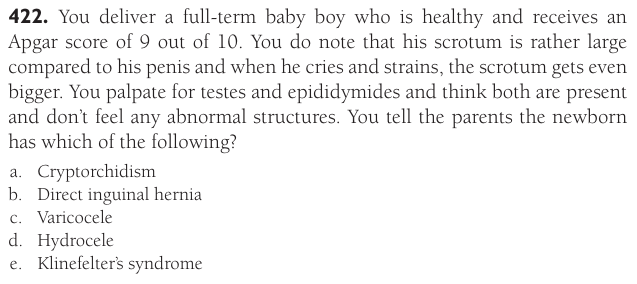 422. You deliver a full-term baby boy who is healthy and receives an
Apgar score of 9 out of 10. You do note that his scrotum is rather large
compared to his penis and when he cries and strains, the scrotum gets even
bigger. You palpate for testes and epididymides and think both are present
and don't feel any abnormal structures. You tell the parents the newborn
has which of the following?
a. Cryptorchidism
b. Direct inguinal hernia
c. Varicocele
d. Hydrocele
e. Klinefelter's syndrome